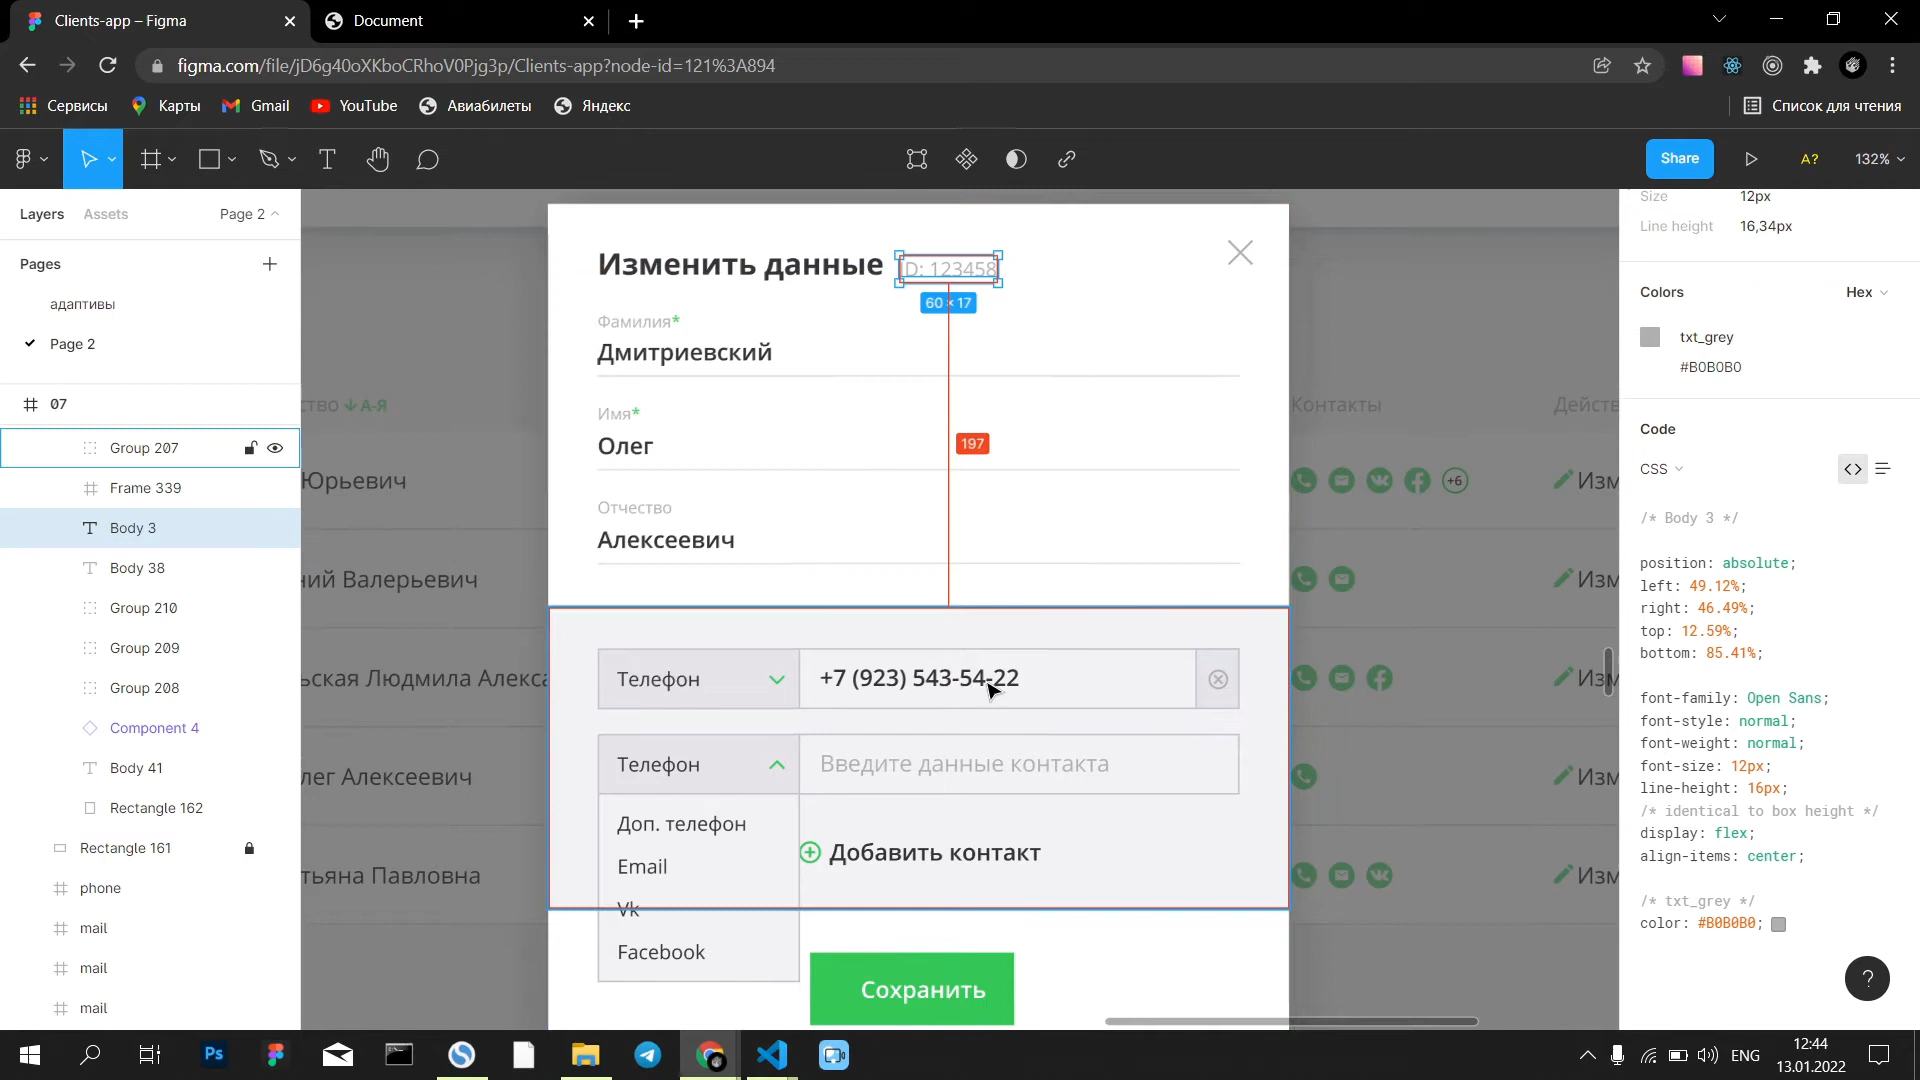 Clients-app – Figma
Document
figma.com/file/jD6g40oXKboCRhoV0Pjg3p/Clients-app?node-id=121%3A894
Сервисы
Карты
Gmail
YouTube
Авиабилеты
Яндекс
Список для чтения
Share
A?
132%
Layers
Assets
Page 2
Pages
адаптивы
Page 2
07
Group 207
Frame 339
Body 3
Body 38
Group 210
Group 209
Group 208
Component 4
Body 41
Rectangle 162
Rectangle 161
phone
mail
mail
mail
ство А-Я
Юрьевич
ний Валерьевич
ьская Людмила Алекса
лег Алексеевич
тьяна Павловна
Изменить данные ID: 123458
60 × 17
Фамилия*
Дмитриевский
Имя*
Олег
197
Отчество
Алексеевич
Телефон
+7 (923) 543-54-22
Телефон
Введите данные контакта
Доп. телефон
Email
Vk
Facebook
Добавить контакт
Сохранить
Контакты
Действ
+6
Изм
Изм
Изм
Изм
Изм
Size 12px
Line height 16,34px
Colors
Hex
txt_grey
#B0B0B0
Code
CSS
/* Body 3 */
position: absolute;
left: 49.12%;
right: 46.49%;
top: 12.59%;
bottom: 85.41%;
font-family: Open Sans;
font-style: normal;
font-weight: normal;
font-size: 12px;
line-height: 16px;
/* identical to box height */
display: flex;
align-items: center;
/* txt_grey */
color: #B0B0B0;
?
Ps
ENG
12:44
13.01.2022